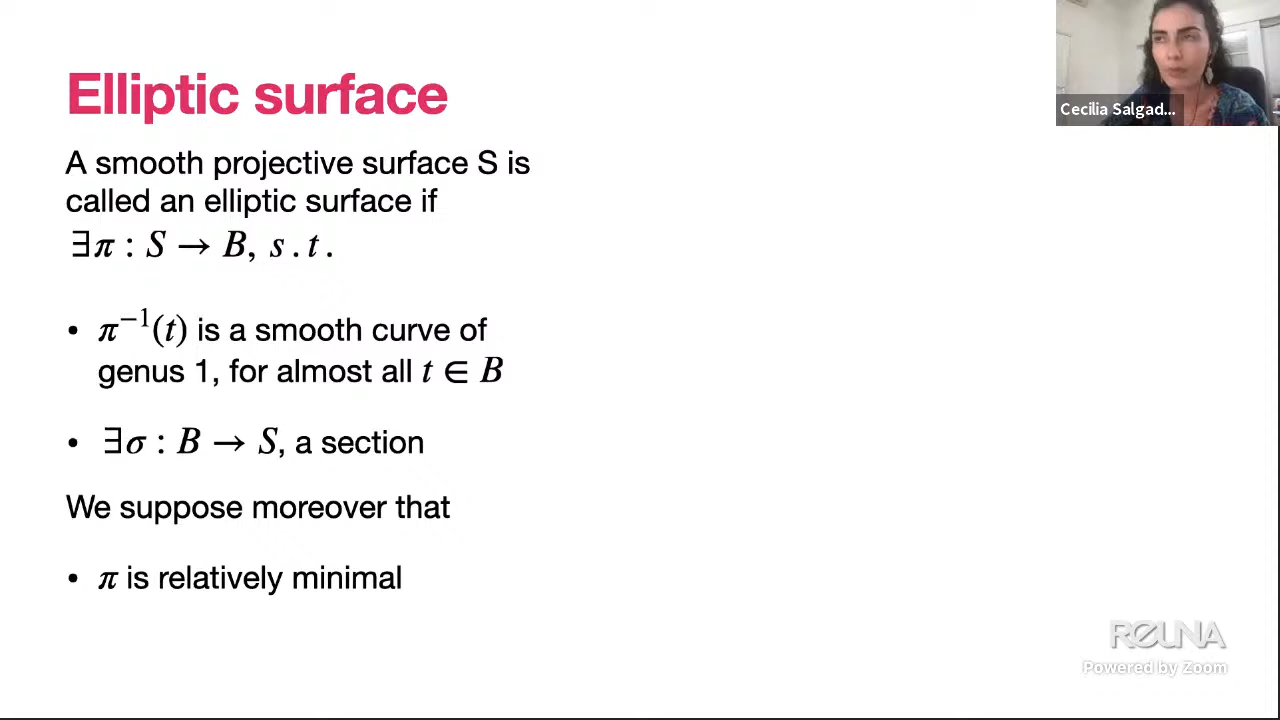 Elliptic surface
Cecilia Salgad...
A smooth projective surface S is
called an elliptic surface if
∃π : S → B, s . t .
• π⁻¹(t) is a smooth curve of
genus 1, for almost all t ∈ B
• ∃σ : B → S, a section
We suppose moreover that
• π is relatively minimal
REUNA
Powered by Zoom